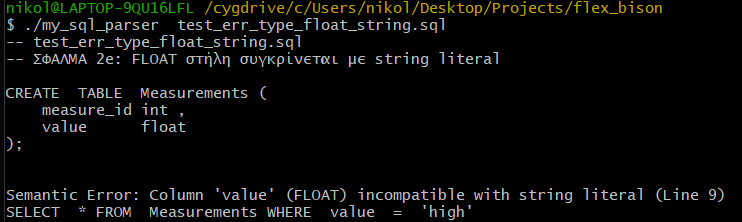 nikol@LAPTOP-9QU16LFL /cygdrive/c/Users/nikol/Desktop/Projects/flex_bison
$ ./my_sql_parser  test_err_type_float_string.sql
-- test_err_type_float_string.sql
-- ΣΦΑΛΜΑ 2e: FLOAT στήλη συγκρίνεται με string literal
CREATE  TABLE  Measurements (
    measure_id int ,
    value      float
);
Semantic Error: Column 'value' (FLOAT) incompatible with string literal (Line 9)
SELECT  * FROM  Measurements WHERE  value  =  'high'